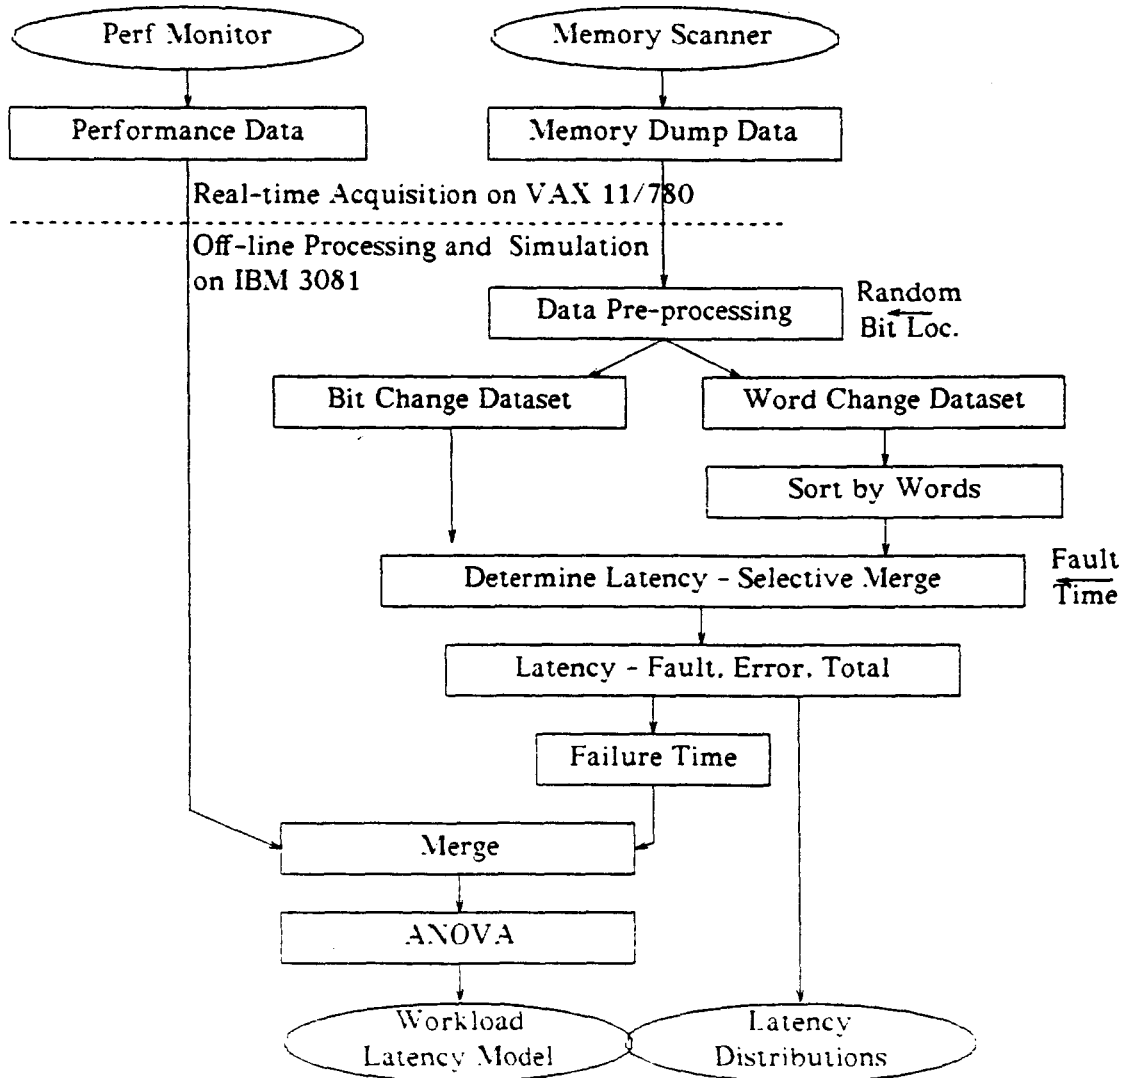 Perf Monitor
Memory Scanner
Performance Data
Memory Dump Data
Real-time Acquisition on VAX 11/780
Off-line Processing and Simulation
on IBM 3081
Data Pre-processing
Random
Bit Loc.
Bit Change Dataset
Word Change Dataset
Sort by Words
Determine Latency - Selective Merge
Fault
Time
Latency - Fault, Error, Total
Failure Time
Merge
ANOVA
Workload
Latency Model
Latency
Distributions